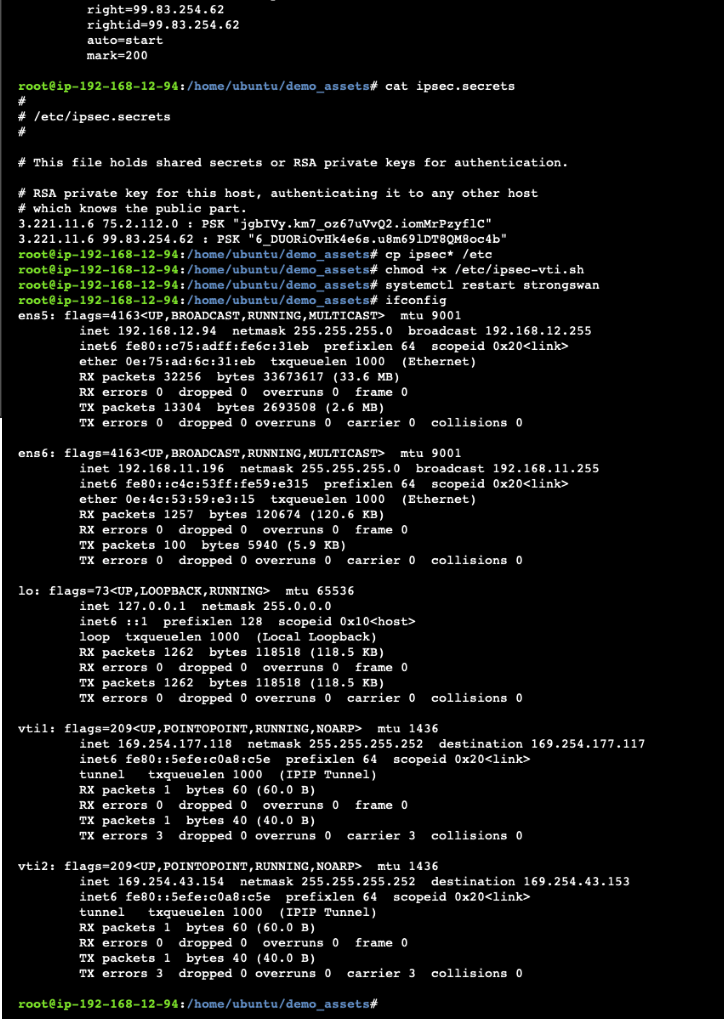 right=99.83.254.62
rightid=99.83.254.62
auto=start
mark=200
root@ip-192-168-12-94:/home/ubuntu/demo_assets# cat ipsec.secrets
#
# /etc/ipsec.secrets
#
# This file holds shared secrets or RSA private keys for authentication.
# RSA private key for this host, authenticating it to any other host
# which knows the public part.
3.221.11.6 75.2.112.0 : PSK "jgbIVy.km7_oz67uVvQ2.iomMrPzyflC"
3.221.11.6 99.83.254.62 : PSK "6_DUORiOvHk4e6s.u8m69lDT8QM8oc4b"
root@ip-192-168-12-94:/home/ubuntu/demo_assets# cp ipsec* /etc
root@ip-192-168-12-94:/home/ubuntu/demo_assets# chmod +x /etc/ipsec-vti.sh
root@ip-192-168-12-94:/home/ubuntu/demo_assets# systemctl restart strongswan
root@ip-192-168-12-94:/home/ubuntu/demo_assets# ifconfig
ens5: flags=4163<UP,BROADCAST,RUNNING,MULTICAST>  mtu 9001
inet 192.168.12.94  netmask 255.255.255.0  broadcast 192.168.12.255
inet6 fe80::c75:adff:fe6c:31eb  prefixlen 64  scopeid 0x20<link>
ether 0e:75:ad:6c:31:eb  txqueuelen 1000  (Ethernet)
RX packets 32256  bytes 33673617 (33.6 MB)
RX errors 0  dropped 0  overruns 0  frame 0
TX packets 13304  bytes 2693508 (2.6 MB)
TX errors 0  dropped 0 overruns 0  carrier 0  collisions 0
ens6: flags=4163<UP,BROADCAST,RUNNING,MULTICAST>  mtu 9001
inet 192.168.11.196  netmask 255.255.255.0  broadcast 192.168.11.255
inet6 fe80::c4c:53ff:fe59:e315  prefixlen 64  scopeid 0x20<link>
ether 0e:4c:53:59:e3:15  txqueuelen 1000  (Ethernet)
RX packets 1257  bytes 120674 (120.6 KB)
RX errors 0  dropped 0  overruns 0  frame 0
TX packets 100  bytes 5940 (5.9 KB)
TX errors 0  dropped 0 overruns 0  carrier 0  collisions 0
lo: flags=73<UP,LOOPBACK,RUNNING>  mtu 65536
inet 127.0.0.1  netmask 255.0.0.0
inet6 ::1  prefixlen 128  scopeid 0x10<host>
loop  txqueuelen 1000  (Local Loopback)
RX packets 1262  bytes 118518 (118.5 KB)
RX errors 0  dropped 0  overruns 0  frame 0
TX packets 1262  bytes 118518 (118.5 KB)
TX errors 0  dropped 0 overruns 0  carrier 0  collisions 0
vti1: flags=209<UP,POINTOPOINT,RUNNING,NOARP>  mtu 1436
inet 169.254.177.118  netmask 255.255.255.252  destination 169.254.177.117
inet6 fe80::5efe:c0a8:c5e  prefixlen 64  scopeid 0x20<link>
tunnel   txqueuelen 1000  (IPIP Tunnel)
RX packets 1  bytes 60 (60.0 B)
RX errors 0  dropped 0  overruns 0  frame 0
TX packets 1  bytes 40 (40.0 B)
TX errors 3  dropped 0 overruns 0  carrier 3  collisions 0
vti2: flags=209<UP,POINTOPOINT,RUNNING,NOARP>  mtu 1436
inet 169.254.43.154  netmask 255.255.255.252  destination 169.254.43.153
inet6 fe80::5efe:c0a8:c5e  prefixlen 64  scopeid 0x20<link>
tunnel   txqueuelen 1000  (IPIP Tunnel)
RX packets 1  bytes 60 (60.0 B)
RX errors 0  dropped 0  overruns 0  frame 0
TX packets 1  bytes 40 (40.0 B)
TX errors 3  dropped 0 overruns 0  carrier 3  collisions 0
root@ip-192-168-12-94:/home/ubuntu/demo_assets#